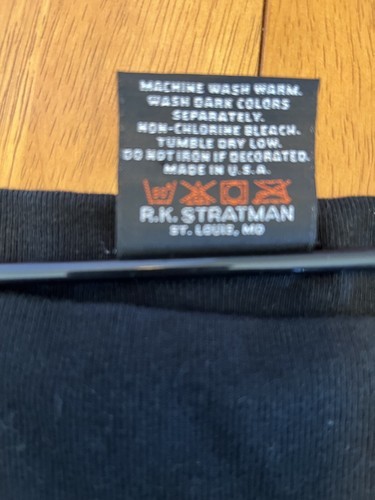 MACHINE WASH WARM.
WASH DARK COLORS
SEPARATELY.
NON-CHLORINE BLEACH.
TUMBLE DRY LOW.
DO NOT IRON IF DECORATED.
MADE IN U.S.A.
R.K. STRATMAN
ST. LOUIS, MO